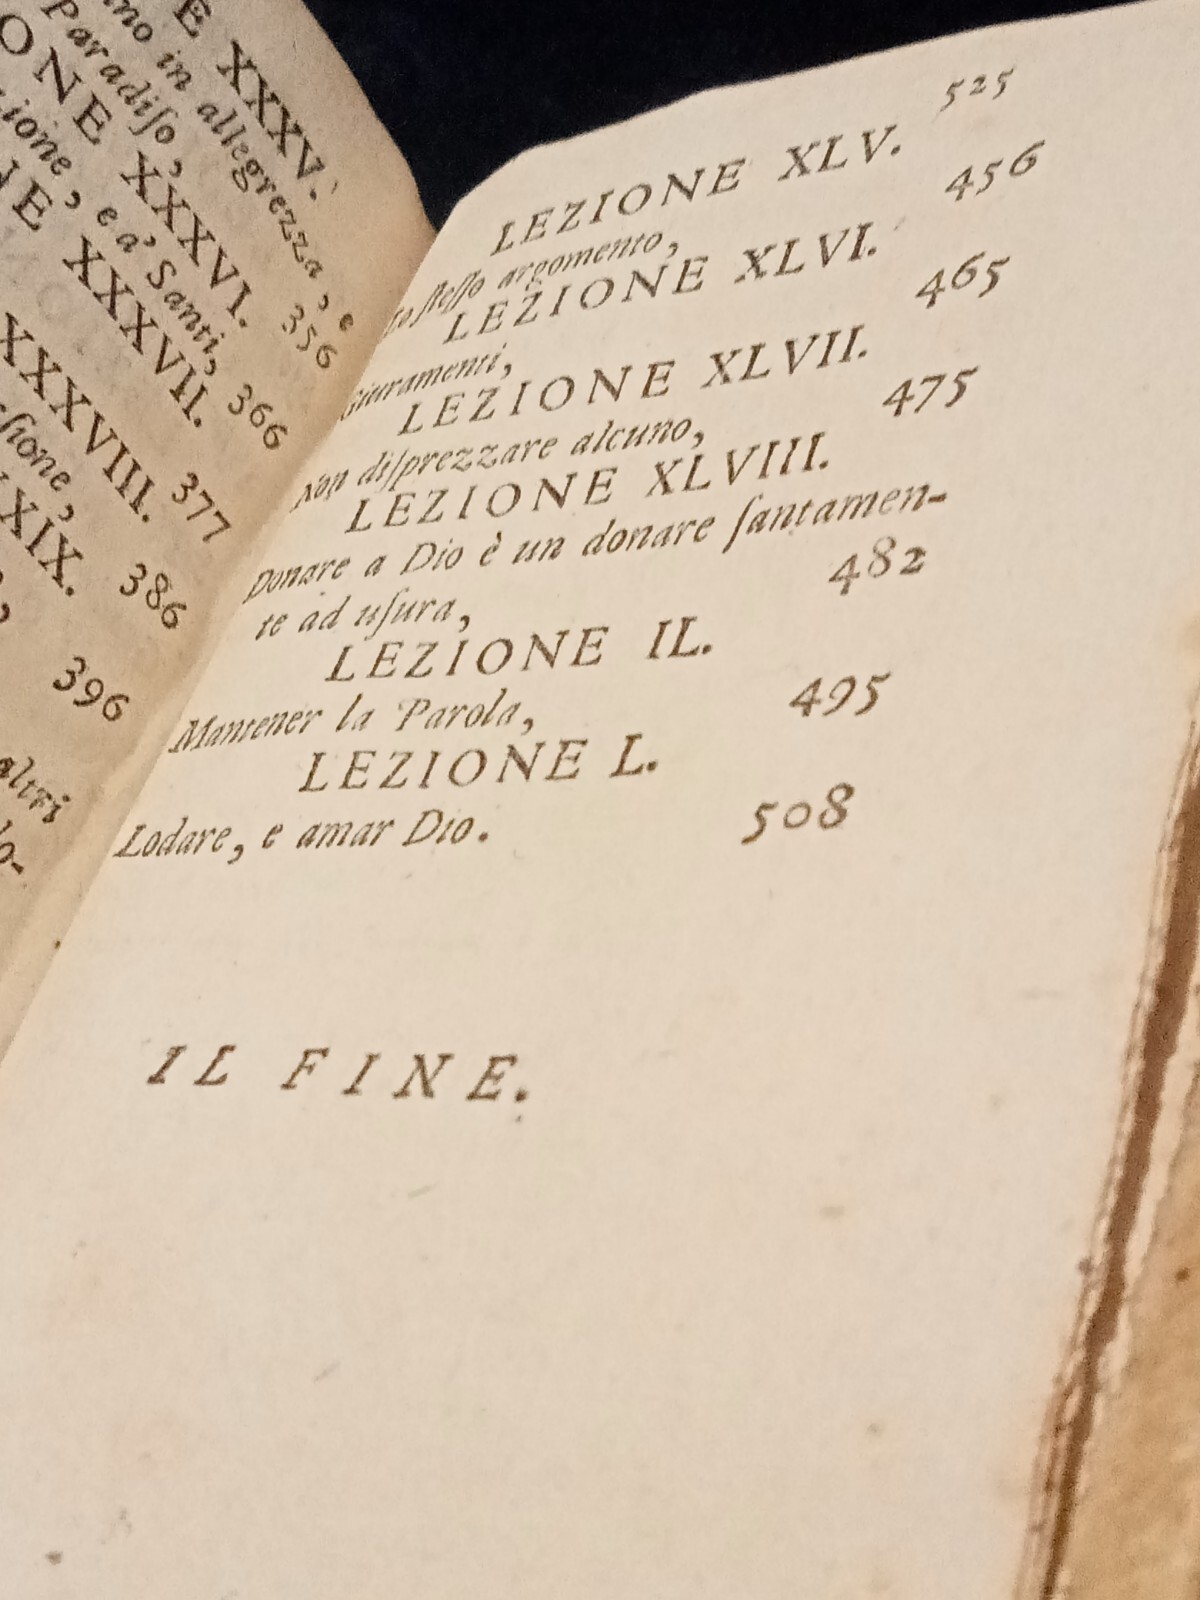 E XXXV.
no in allegrezza, e
Paradiſo, 356
ONE XXXVI.
ione, e a' Santi, 366
E XXXVII.
377
XXXVIII.
ſione, 386
XIX.
396
altri
lo-
525
LEZIONE XLV.
ſteſſo argomento, 456
LEZIONE XLVI.
Giuramenti, 465
LEZIONE XLVII.
Non diſprezzare alcuno, 475
LEZIONE XLVIII.
Donare a Dio è un donare ſantamen-
te ad uſura, 482
LEZIONE IL.
Mantener la Parola, 495
LEZIONE L.
Lodare, e amar Dio. 508
IL FINE.